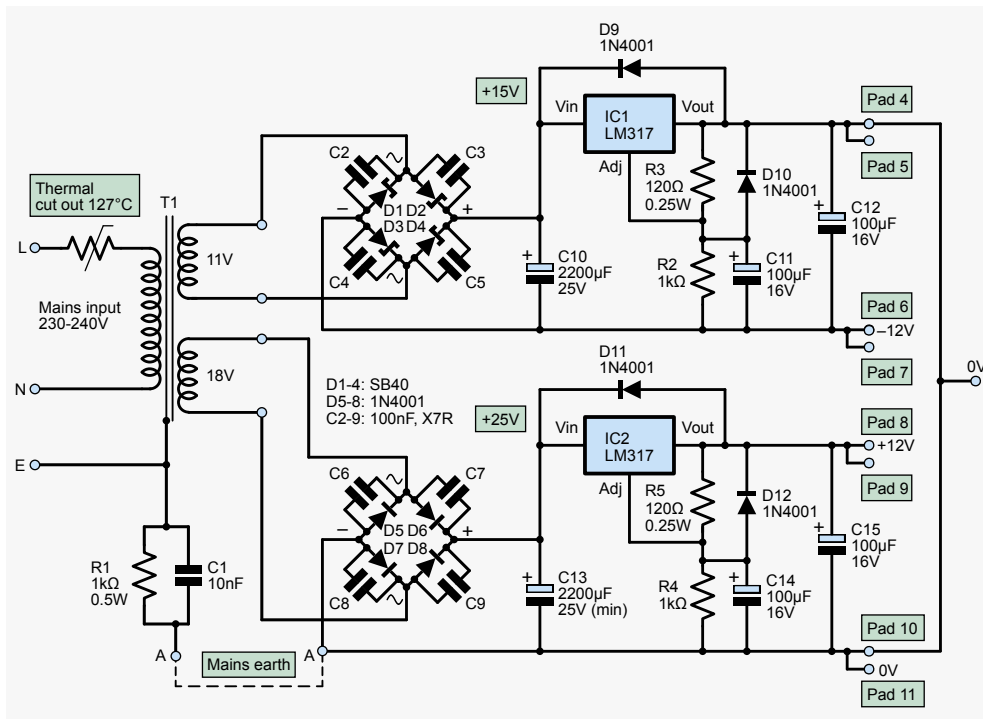 D9
1N4001
+15V
Vin
IC1
LM317
Vout
Adj
Pad 4
Pad 5
R3
120Ω
0.25W
D10
1N4001
+
C12
100µF
16V
Thermal
cut out 127°C
T1
L
11V
Mains input
230-240V
N
18V
E
C2
C3
~
D1 D2
D3 D4
–
+
C4
C5
~
+
C10
2200µF
25V
R2
1kΩ
+
C11
100µF
16V
Pad 6
–12V
Pad 7
0V
D11
1N4001
D1-4: SB40
D5-8: 1N4001
C2-9: 100nF, X7R
+25V
Vin
IC2
LM317
Vout
Adj
Pad 8
+12V
Pad 9
C6
C7
~
D5 D6
D7 D8
–
+
C8
C9
~
R5
120Ω
0.25W
D12
1N4001
+
C15
100µF
16V
+
C13
2200µF
25V (min)
R4
1kΩ
+
C14
100µF
16V
R1
1kΩ
0.5W
C1
10nF
A
Mains earth
A
Pad 10
0V
Pad 11